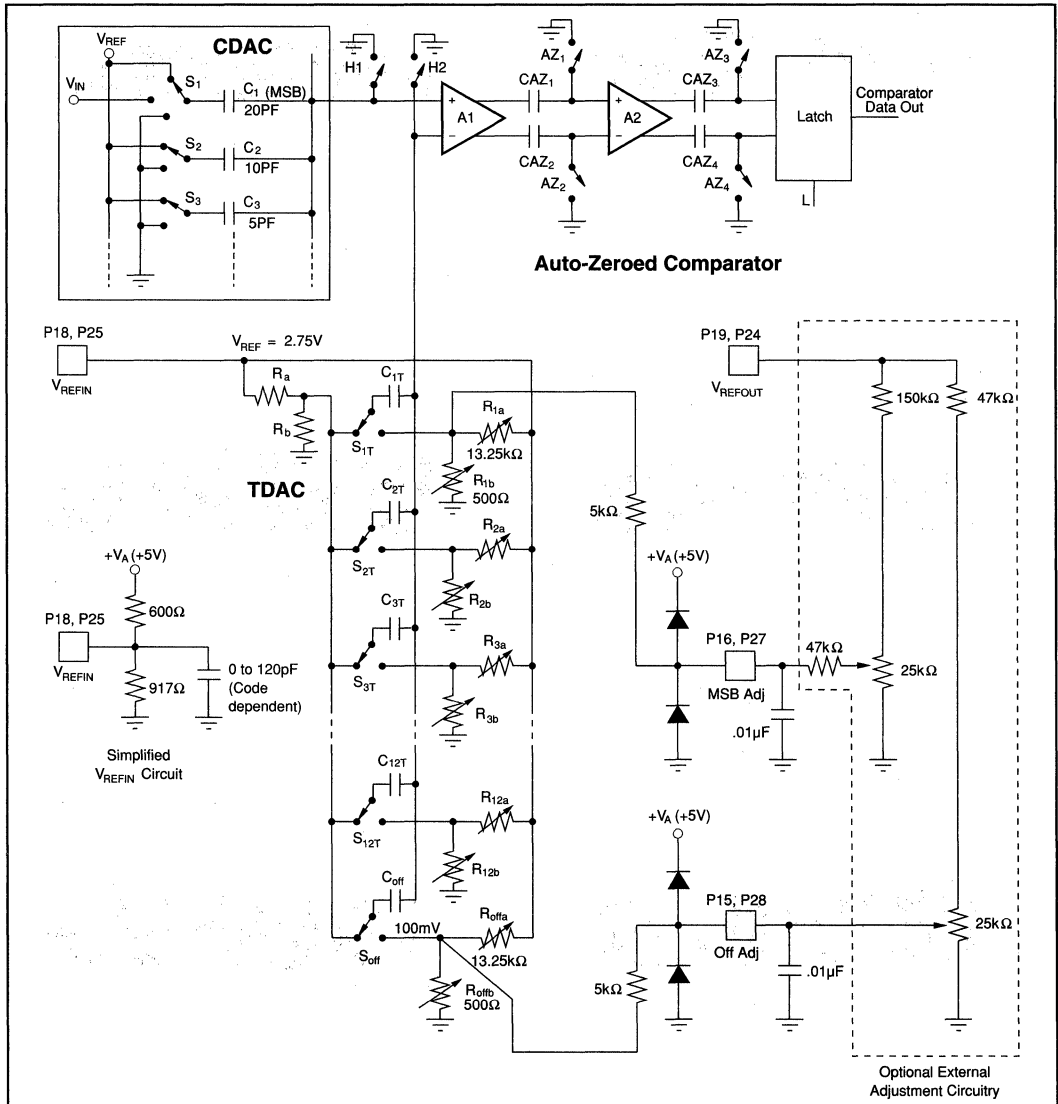 CDAC
V_REF
V_IN
S_1
C_1 (MSB)
20PF
S_2
C_2
10PF
S_3
C_3
5PF
H1
H2
A1
+
–
CAZ_1
CAZ_2
AZ_1
AZ_2
A2
+
–
CAZ_3
CAZ_4
AZ_3
AZ_4
Latch
L
Comparator
Data Out
Auto-Zeroed Comparator
P18, P25
V_REFIN
V_REF = 2.75V
R_a
R_b
TDAC
C_1T
S_1T
R_1a
13.25kΩ
R_1b
500Ω
C_2T
S_2T
R_2a
R_2b
C_3T
S_3T
R_3a
R_3b
C_12T
S_12T
R_12a
R_12b
C_off
S_off
100mV
R_offa
13.25kΩ
R_offb
500Ω
+V_A (+5V)
600Ω
P18, P25
V_REFIN
917Ω
0 to 120pF
(Code
dependent)
Simplified
V_REFIN Circuit
P19, P24
V_REFOUT
150kΩ
47kΩ
5kΩ
+V_A (+5V)
P16, P27
MSB Adj
47kΩ
25kΩ
.01µF
+V_A (+5V)
P15, P28
Off Adj
5kΩ
.01µF
25kΩ
Optional External
Adjustment Circuitry